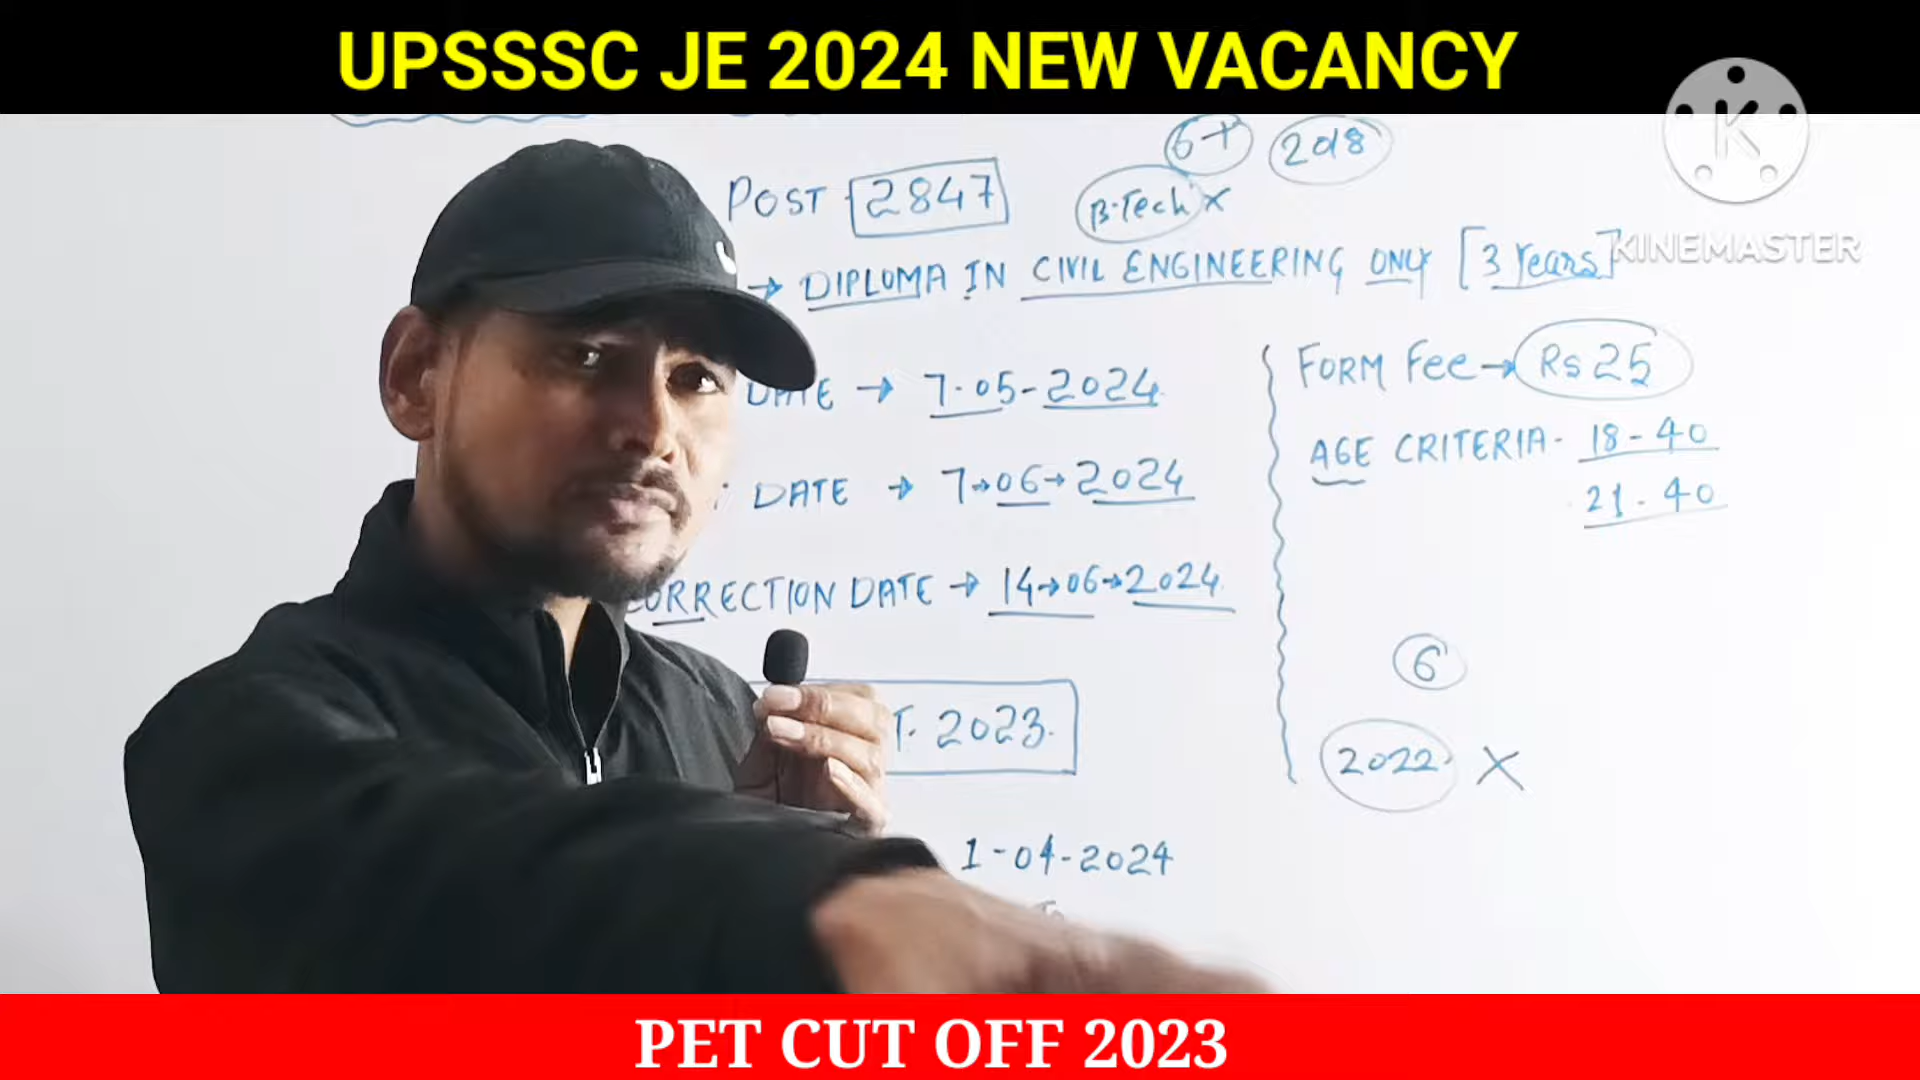 UPSSSC JE 2024 NEW VACANCY
K
KINEMASTER
6 2018
POST - 2847 B.Tech x
→ DIPLOMA IN CIVIL ENGINEERING ONLY [3 Years]
DATE → 7-05-2024
FORM Fee → Rs 25
AGE CRITERIA - 18-40
21-40
DATE → 7→06→2024
CORRECTION DATE → 14→06→2024
6
T. 2023.
2022 X
1-04-2024
PET CUT OFF 2023